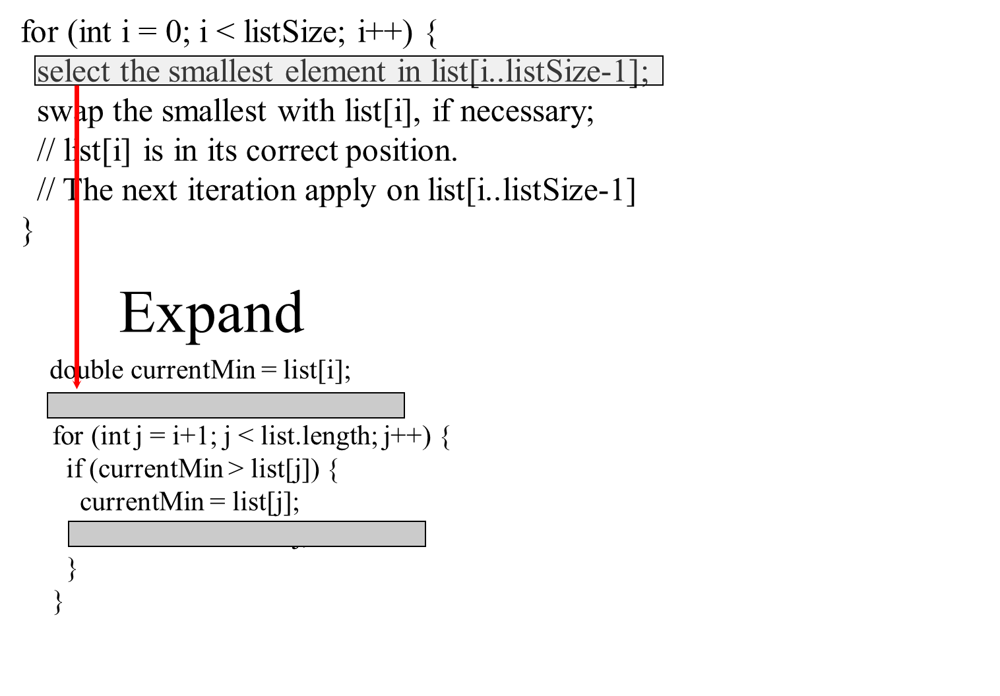 for (int i = 0; i < listSize; i++) {
select the smallest element in list[i..listSize-1];
swap the smallest with list[i], if necessary;
// list[i] is in its correct position.
// The next iteration apply on list[i..listSize-1]
}
Expand
double currentMin = list[i];
for (int j = i+1; j < list.length; j++) {
if (currentMin > list[j]) {
currentMin = list[j];
}
}